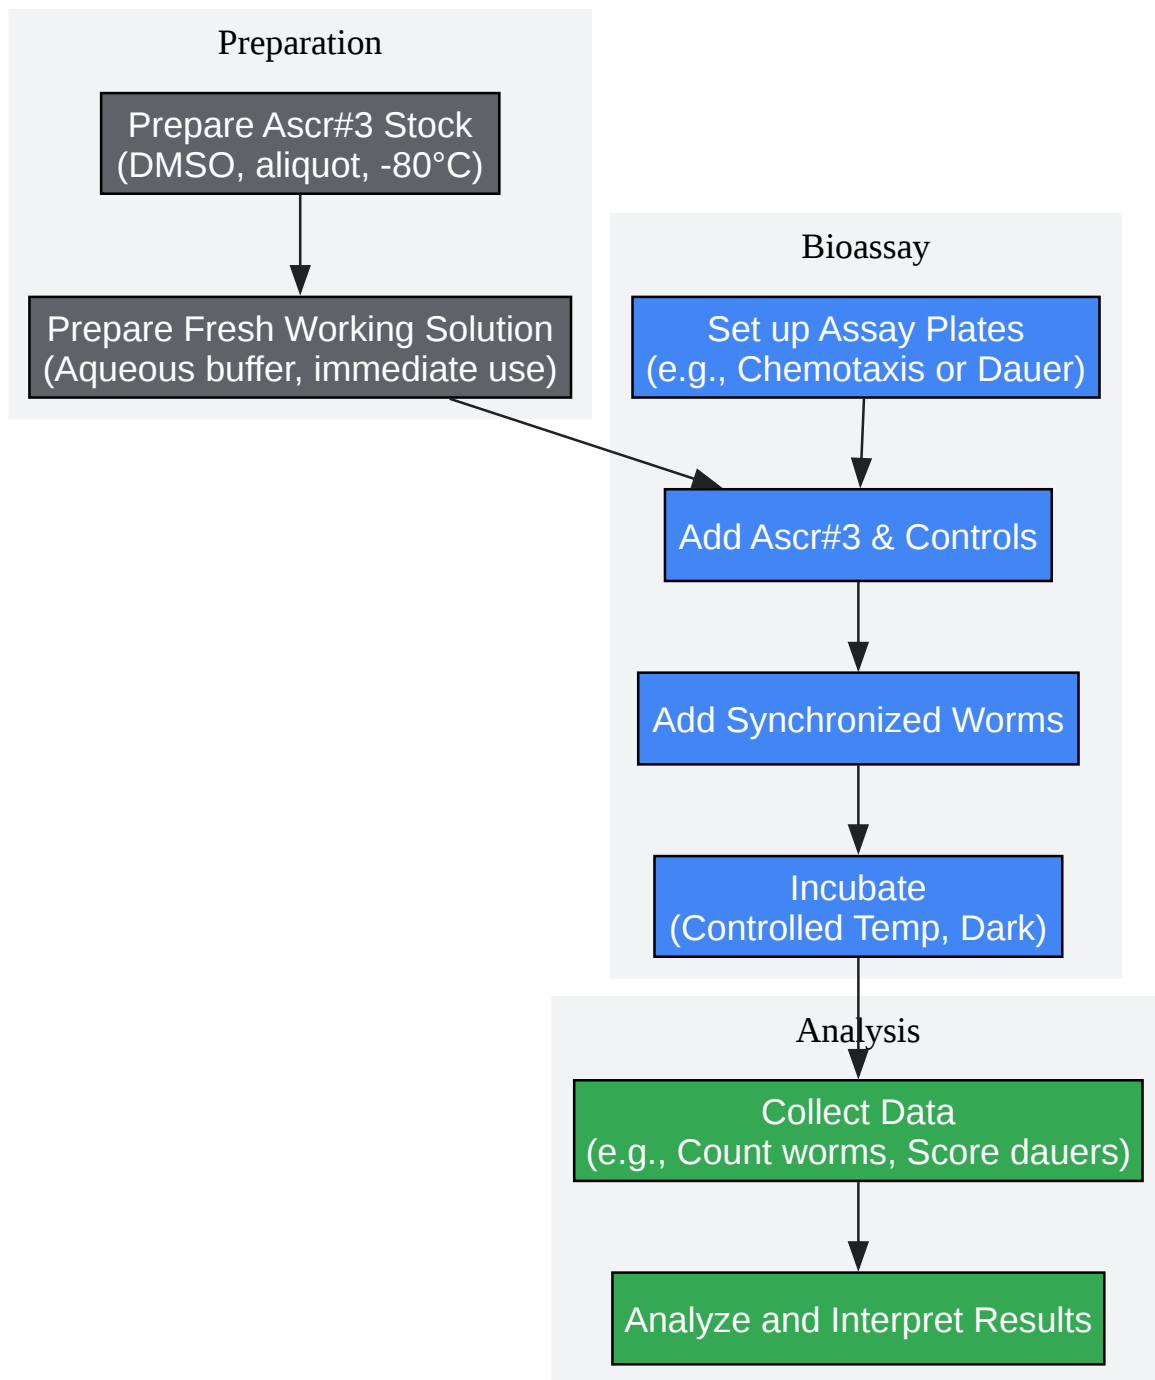 Preparation
Prepare Ascr#3 Stock
(DMSO, aliquot, -80°C)
Prepare Fresh Working Solution
(Aqueous buffer, immediate use)
Bioassay
Set up Assay Plates
(e.g., Chemotaxis or Dauer)
Add Ascr#3 & Controls
Add Synchronized Worms
Incubate
(Controlled Temp, Dark)
Analysis
Collect Data
(e.g., Count worms, Score dauers)
Analyze and Interpret Results